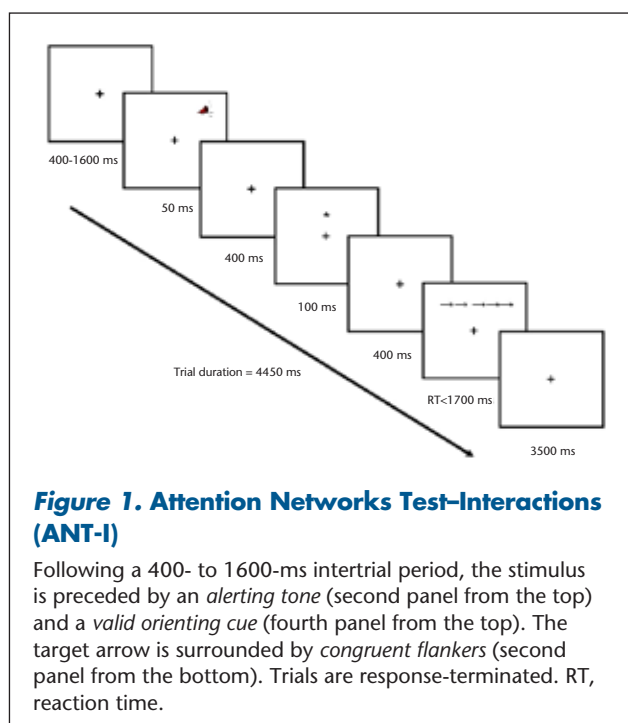 400-1600 ms
50 ms
400 ms
100 ms
400 ms
RT<1700 ms
3500 ms
Trial duration = 4450 ms
Figure 1. Attention Networks Test–Interactions
(ANT-I)
Following a 400- to 1600-ms intertrial period, the stimulus
is preceded by an alerting tone (second panel from the top)
and a valid orienting cue (fourth panel from the top). The
target arrow is surrounded by congruent flankers (second
panel from the bottom). Trials are response-terminated. RT,
reaction time.